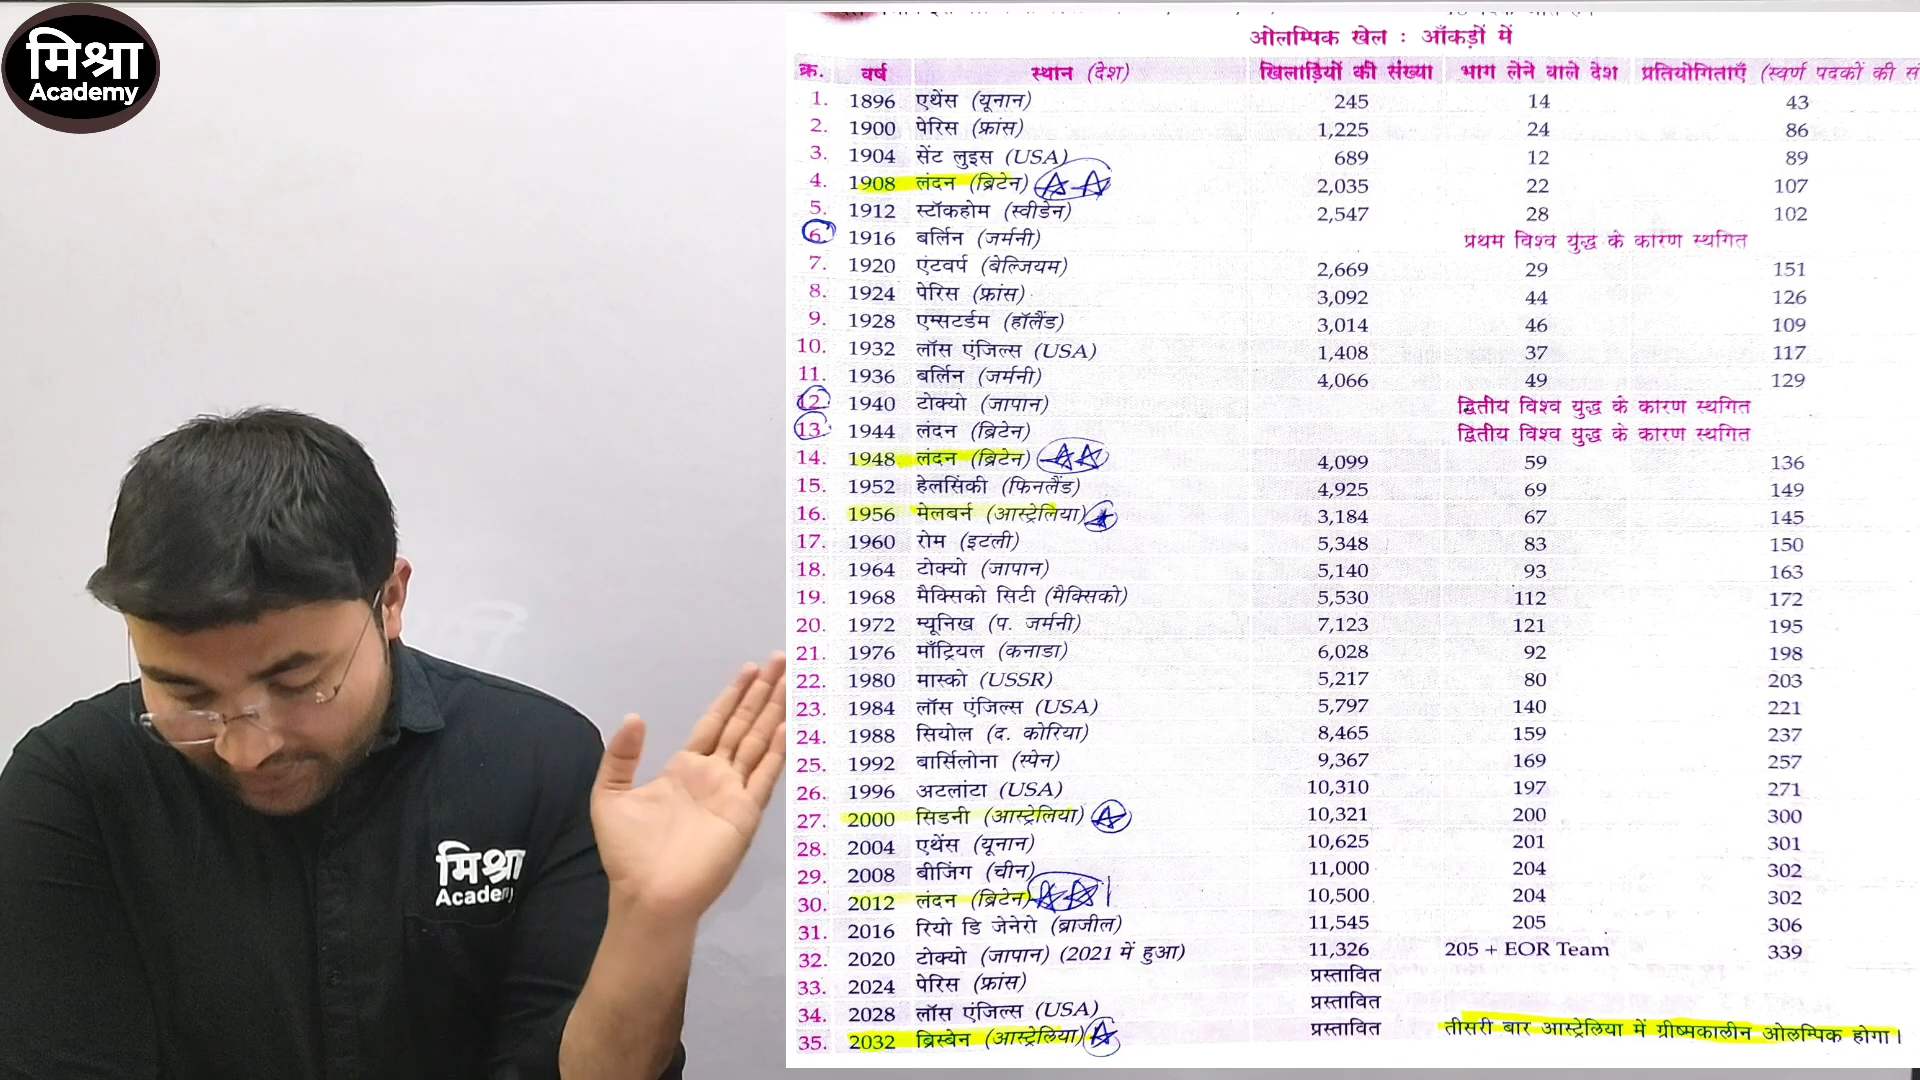 मिश्रा
Academy
ओलम्पिक खेल : आँकड़ों में
क्र. वर्ष स्थान (देश) खिलाड़ियों की संख्या भाग लेने वाले देश प्रतियोगिताएँ (स्वर्ण पदकों की सं
1. 1896 एथेंस (यूनान) 245 14 43
2. 1900 पेरिस (फ्रांस) 1,225 24 86
3. 1904 सेंट लुइस (USA) 689 12 89
4. 1908 लंदन (ब्रिटेन) 2,035 22 107
5. 1912 स्टॉकहोम (स्वीडेन) 2,547 28 102
6. 1916 बर्लिन (जर्मनी) प्रथम विश्व युद्ध के कारण स्थगित
7. 1920 एंटवर्प (बेल्जियम) 2,669 29 151
8. 1924 पेरिस (फ्रांस) 3,092 44 126
9. 1928 एम्सटर्डम (हॉलैंड) 3,014 46 109
10. 1932 लॉस एंजिल्स (USA) 1,408 37 117
11. 1936 बर्लिन (जर्मनी) 4,066 49 129
12. 1940 टोक्यो (जापान) द्वितीय विश्व युद्ध के कारण स्थगित
13. 1944 लंदन (ब्रिटेन) द्वितीय विश्व युद्ध के कारण स्थगित
14. 1948 लंदन (ब्रिटेन) 4,099 59 136
15. 1952 हेलसिंकी (फिनलैंड) 4,925 69 149
16. 1956 मेलबर्न (आस्ट्रेलिया) 3,184 67 145
17. 1960 रोम (इटली) 5,348 83 150
18. 1964 टोक्यो (जापान) 5,140 93 163
19. 1968 मैक्सिको सिटी (मैक्सिको) 5,530 112 172
20. 1972 म्यूनिख (प. जर्मनी) 7,123 121 195
21. 1976 माँट्रियल (कनाडा) 6,028 92 198
22. 1980 मास्को (USSR) 5,217 80 203
23. 1984 लॉस एंजिल्स (USA) 5,797 140 221
24. 1988 सियोल (द. कोरिया) 8,465 159 237
25. 1992 बार्सिलोना (स्पेन) 9,367 169 257
26. 1996 अटलांटा (USA) 10,310 197 271
27. 2000 सिडनी (आस्ट्रेलिया) 10,321 200 300
28. 2004 एथेंस (यूनान) 10,625 201 301
29. 2008 बीजिंग (चीन) 11,000 204 302
30. 2012 लंदन (ब्रिटेन) 10,500 204 302
31. 2016 रियो डि जेनेरो (ब्राजील) 11,545 205 306
32. 2020 टोक्यो (जापान) (2021 में हुआ) 11,326 205 + EOR Team 339
33. 2024 पेरिस (फ्रांस) प्रस्तावित
34. 2028 लॉस एंजिल्स (USA) प्रस्तावित
35. 2032 ब्रिस्बेन (आस्ट्रेलिया) प्रस्तावित तीसरी बार आस्ट्रेलिया में ग्रीष्मकालीन ओलम्पिक होगा।
मिश्रा
Academy